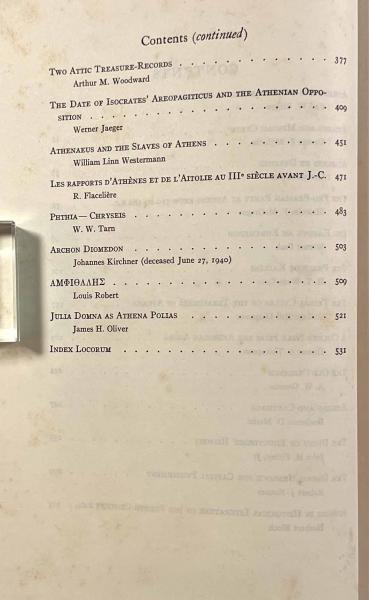 Contents (continued)
Two Attic Treasure-Records . . . . . . . . . . . . 377
Arthur M. Woodward
The Date of Isocrates' Areopagiticus and the Athenian Oppo-
sition . . . . . . . . . . . . . . . . . . 409
Werner Jaeger
Athenaeus and the Slaves of Athens . . . . . . . . . 451
William Linn Westermann
Les rapports d'Athènes et de l'Aitolie au IIIe siècle avant J.-C. 471
R. Flacelière
Phthia—Chryseis . . . . . . . . . . . . . . . 483
W. W. Tarn
Archon Diomedon . . . . . . . . . . . . . . . 503
Johannes Kirchner (deceased June 27, 1940)
ΑΜΦΙΘΑΛΗΣ . . . . . . . . . . . . . . . . 509
Louis Robert
Julia Domna as Athena Polias . . . . . . . . . . . 521
James H. Oliver
Index Locorum . . . . . . . . . . . . . . . . 531